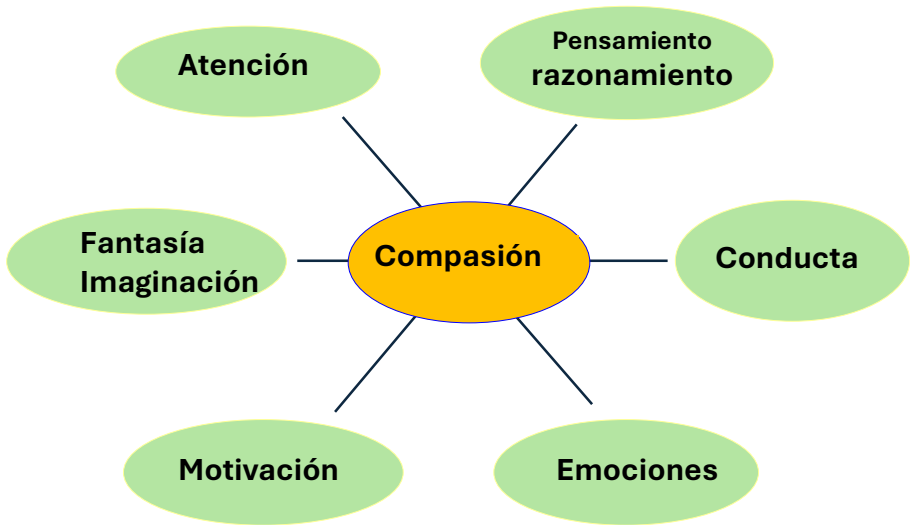 Atención
Pensamiento
razonamiento
Fantasía
Imaginación
Compasión
Conducta
Motivación
Emociones